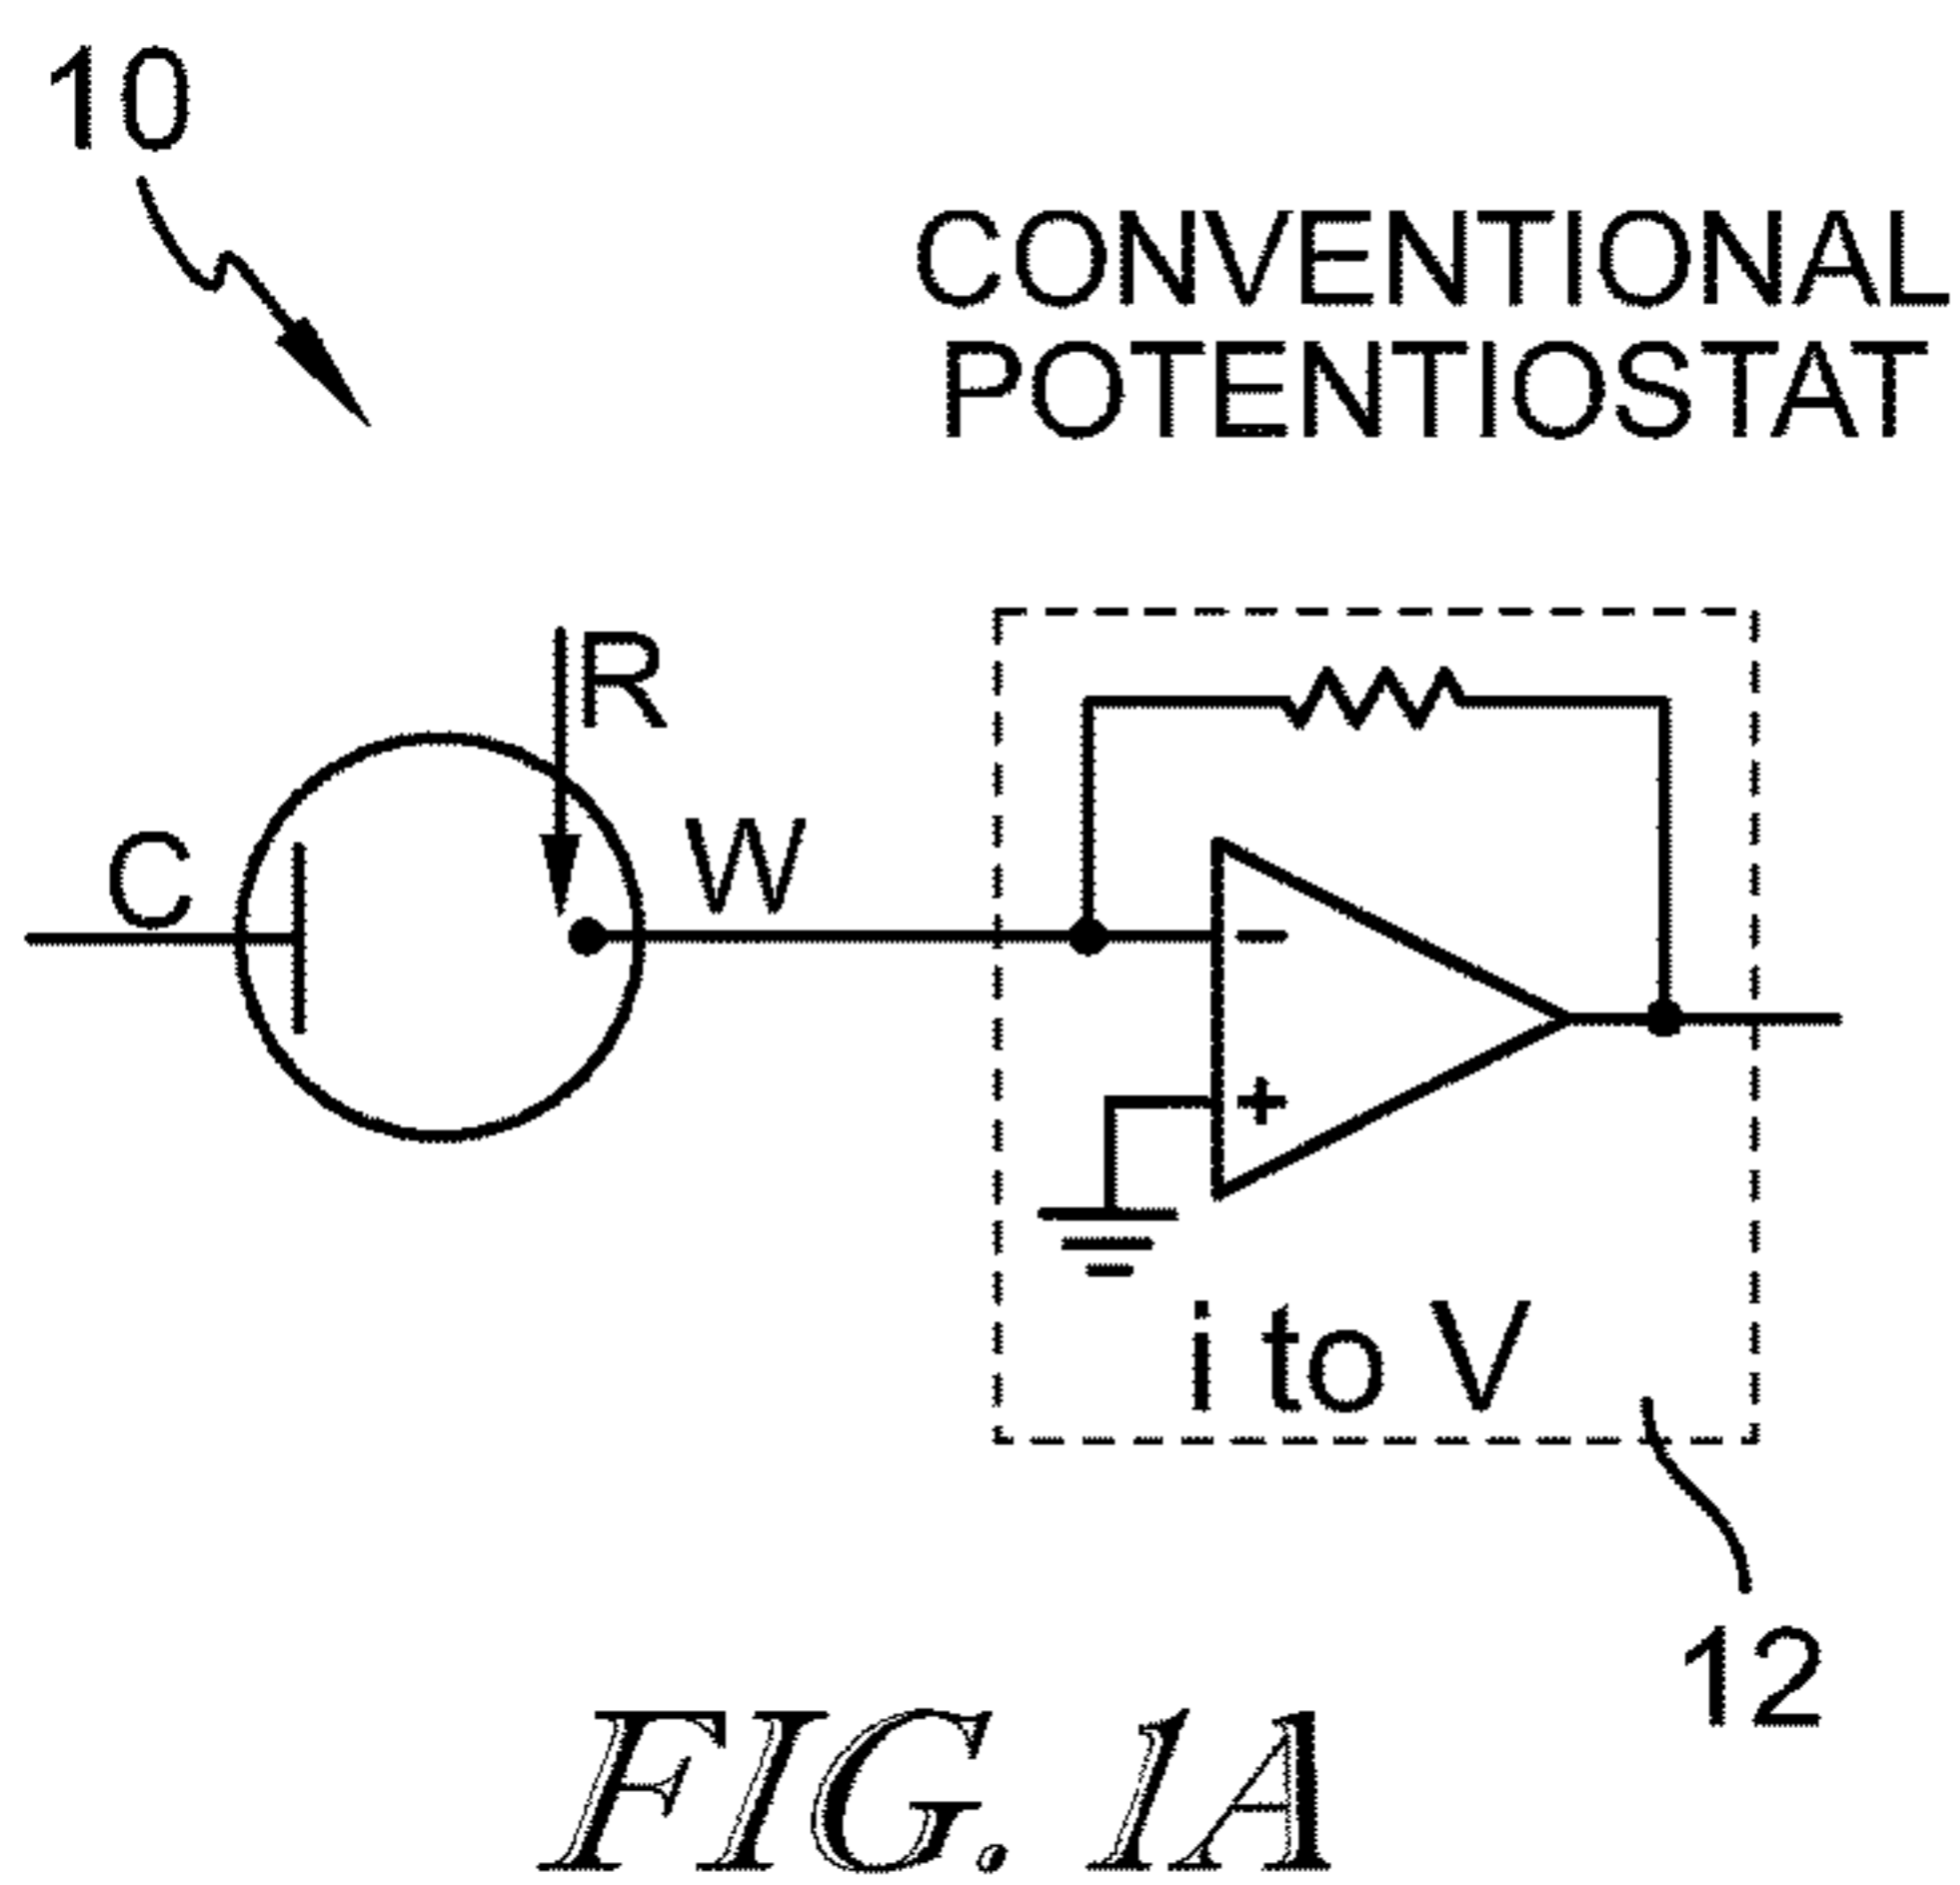 10
CONVENTIONAL
POTENTIOSTAT
R
C
W
-
+
i to V
12
FIG. 1A